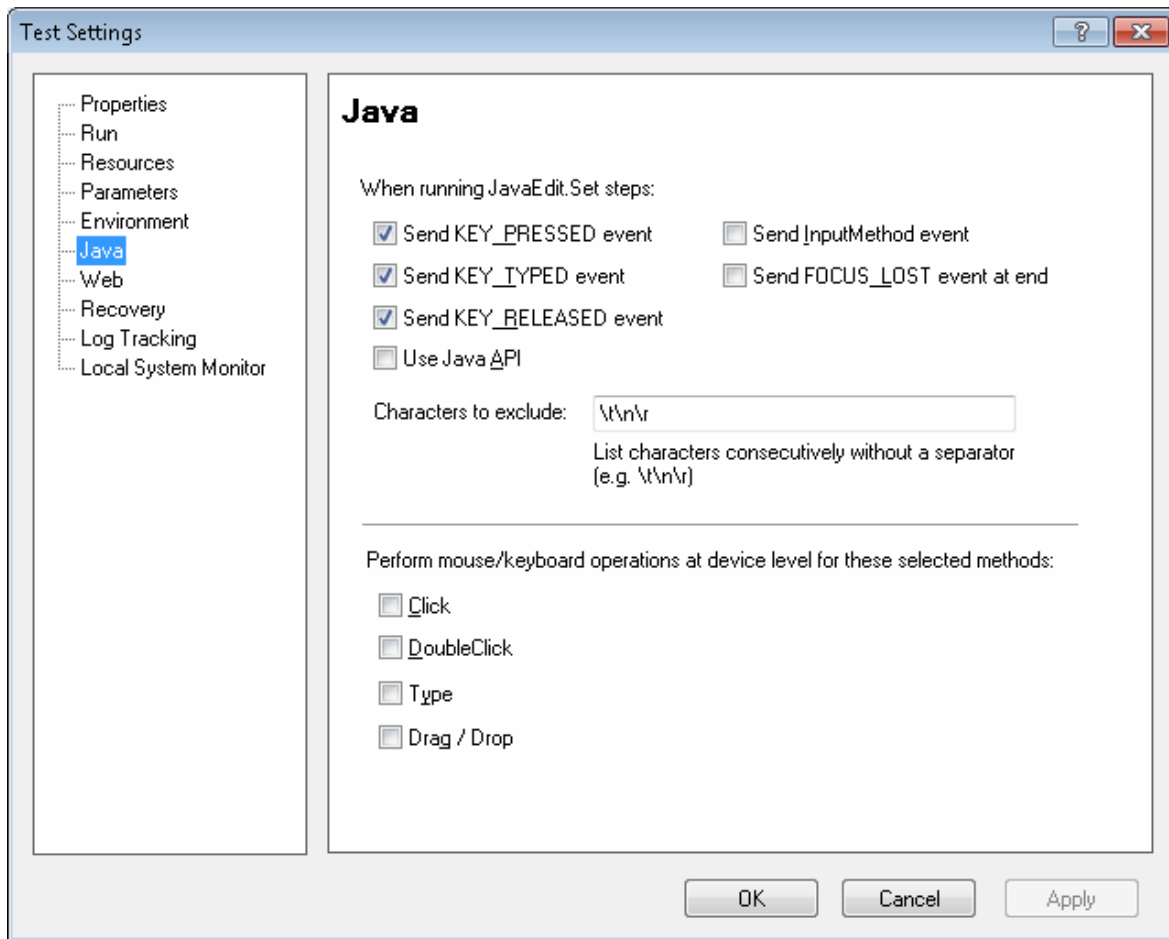 Test Settings
Properties
Run
Resources
Parameters
Environment
Java
Web
Recovery
Log Tracking
Local System Monitor
Java
When running JavaEdit.Set steps:
Send KEY_PRESSED event
Send InputMethod event
Send KEY_TYPED event
Send FOCUS_LOST event at end
Send KEY_RELEASED event
Use Java API
Characters to exclude: \t\n\r
List characters consecutively without a separator
(e.g. \t\n\r)
Perform mouse/keyboard operations at device level for these selected methods:
Click
DoubleClick
Type
Drag / Drop
OK Cancel Apply